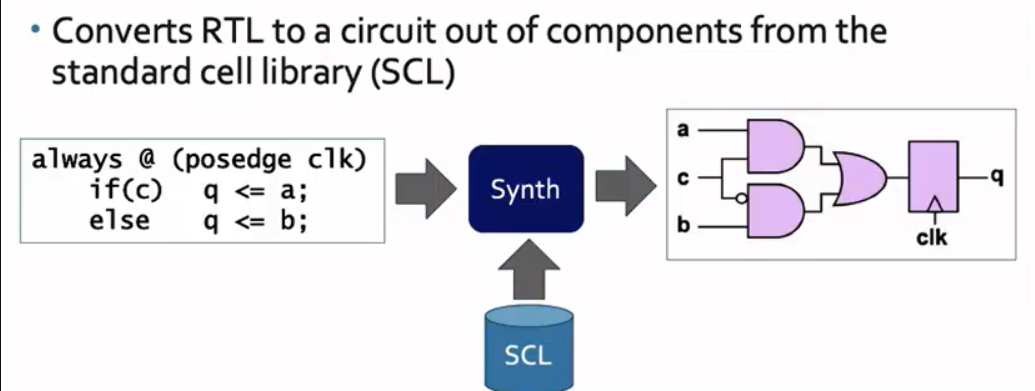 • Converts RTL to a circuit out of components from the
standard cell library (SCL)
always @ (posedge clk)
if(c) q <= a;
else q <= b;
Synth
SCL
a
c
b
q
clk